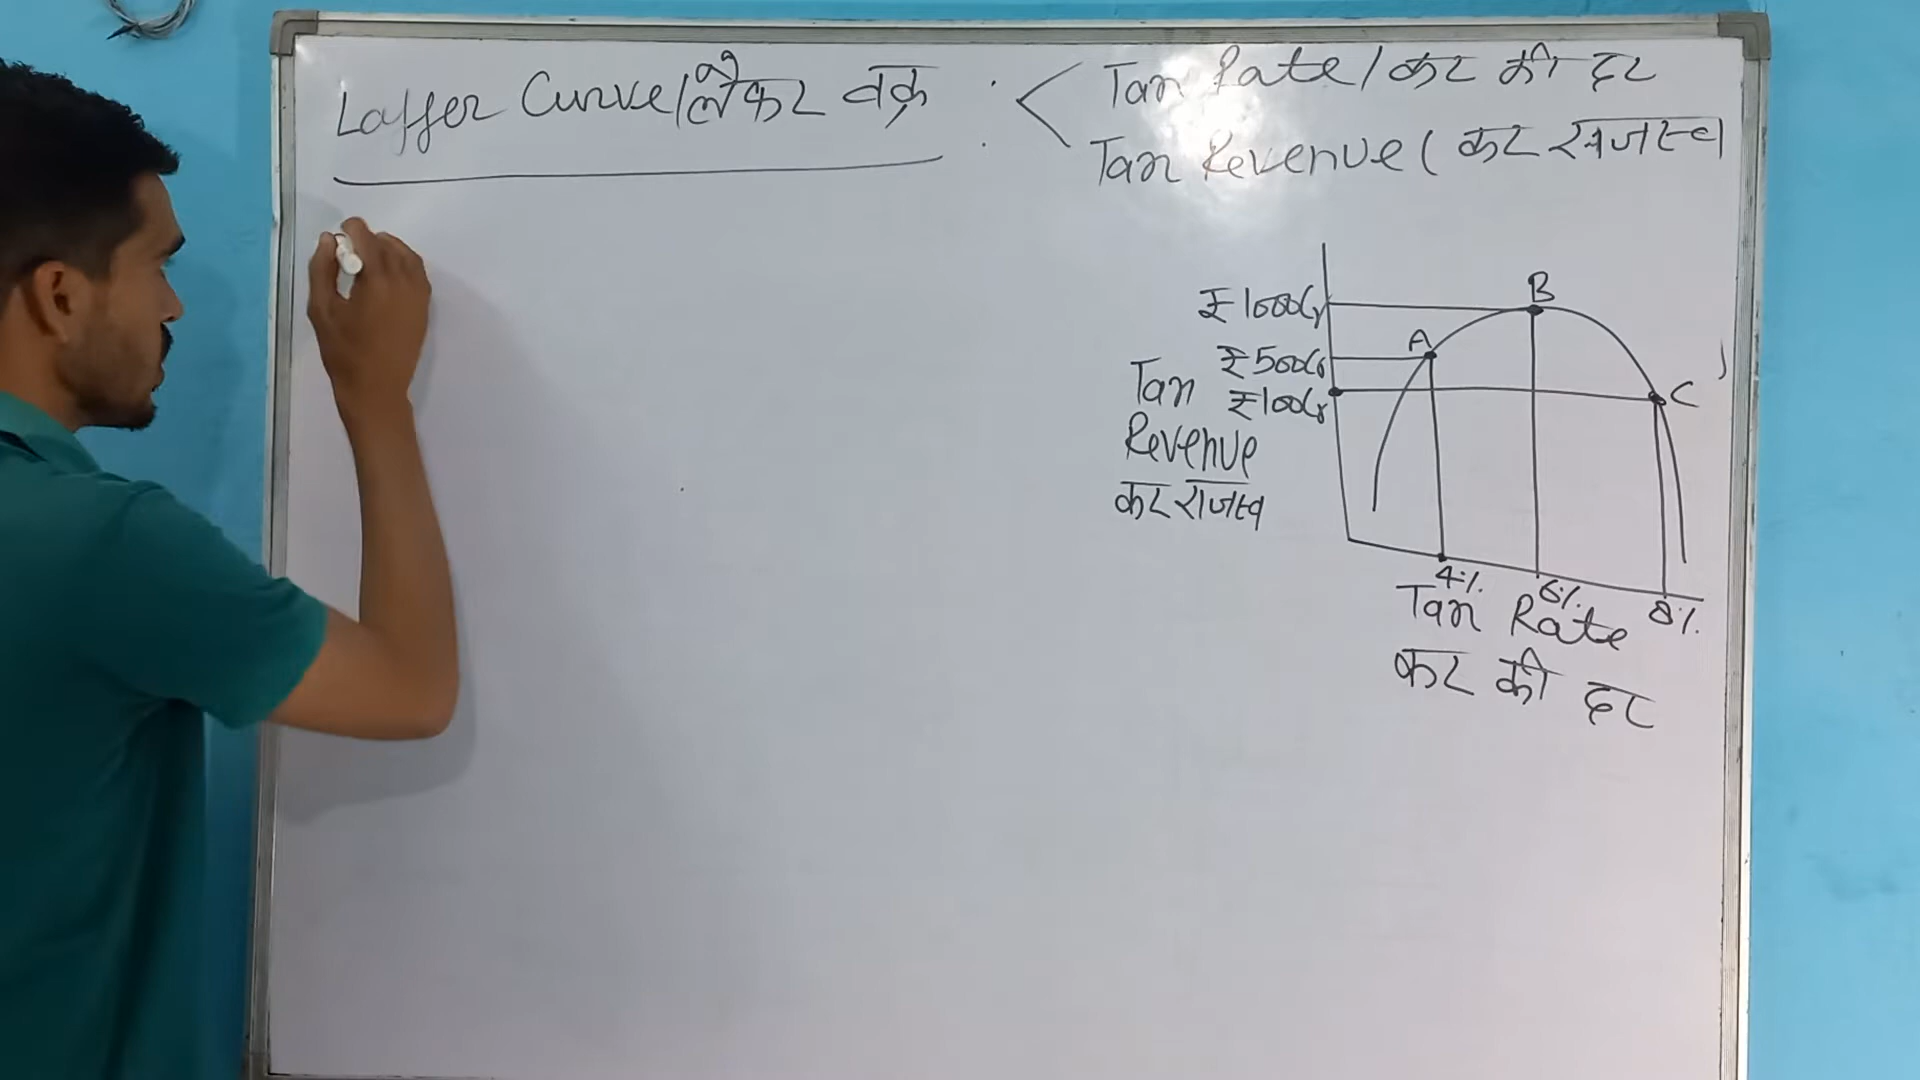 Laffer Curve/लैफर वक्र : < Tax Rate/कर की दर
Tax Revenue (कर राजस्व)
B
₹1000Cr
A
₹500Cr
₹100Cr
C
Tax
Revenue
कर राजस्व
4% 6% 8%
Tax Rate
कर की दर